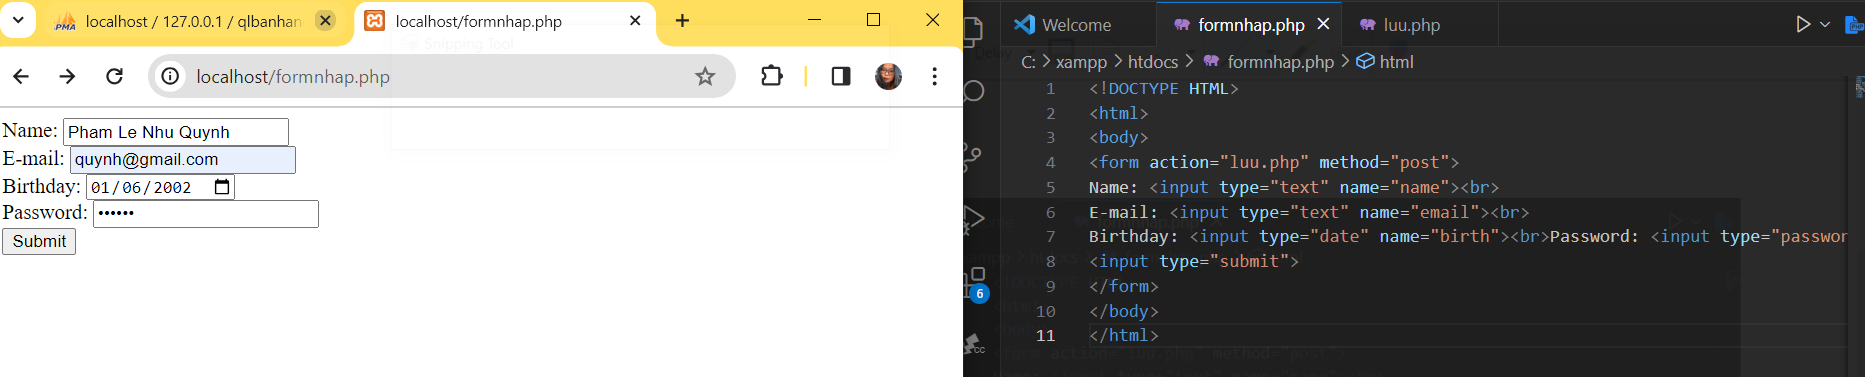 localhost / 127.0.0.1 / qlbanhan
localhost/formnhap.php
Snipping Tool
localhost/formnhap.php
Name: Pham Le Nhu Quynh
E-mail: quynh@gmail.com
Birthday: 01/06/2002
Password: ••••••
Submit
Welcome
formnhap.php
luu.php
C: > xampp > htdocs > formnhap.php > html
1 <!DOCTYPE HTML>
2 <html>
3 <body>
4 <form action="luu.php" method="post">
5 Name: <input type="text" name="name"><br>
6 E-mail: <input type="text" name="email"><br>
7 Birthday: <input type="date" name="birth"><br>Password: <input type="passwor
8 <input type="submit">
9 </form>
10 </body>
11 </html>
6